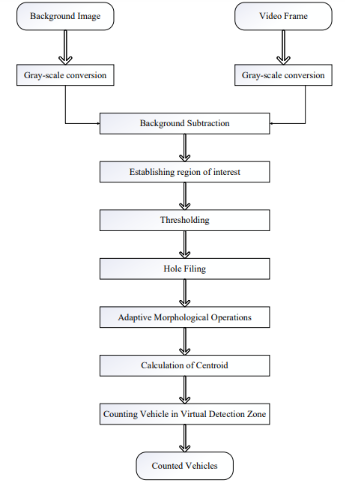 Background Image
Video Frame
Gray-scale conversion
Gray-scale conversion
Background Subtraction
Establishing region of interest
Thresholding
Hole Filing
Adaptive Morphological Operations
Calculation of Centroid
Counting Vehicle in Virtual Detection Zone
Counted Vehicles